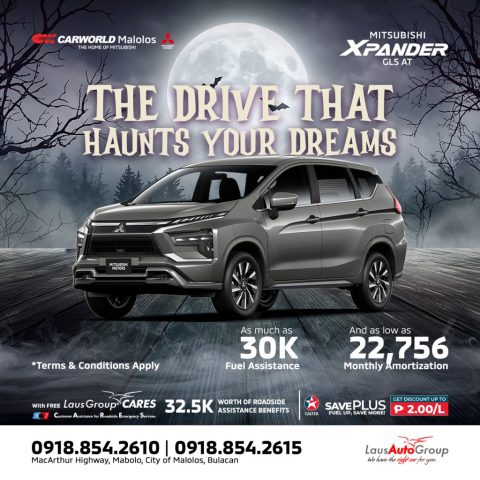 CARWORLD Malolos
THE HOME OF MITSUBISHI
MITSUBISHI
MOTORS
MITSUBISHI
XPANDER
GLS AT
THE DRIVE THAT
HAUNTS YOUR DREAMS
MITSUBISHI
MOTORS
As much as
30K
Fuel Assistance
And as low as
22,756
Monthly Amortization
*Terms & Conditions Apply
With FREE LausGroup CARES
Customer Assistance for Roadside Emergency Services
32.5K WORTH OF ROADSIDE
ASSISTANCE BENEFITS
CALTEX
SAVEPLUS
FUEL UP, SAVE MORE!
GET DISCOUNT UP TO
₱ 2.00/L
0918.854.2610 | 0918.854.2615
MacArthur Highway, Mabolo, City of Malolos, Bulacan
LausAutoGroup
We have the right car for you.